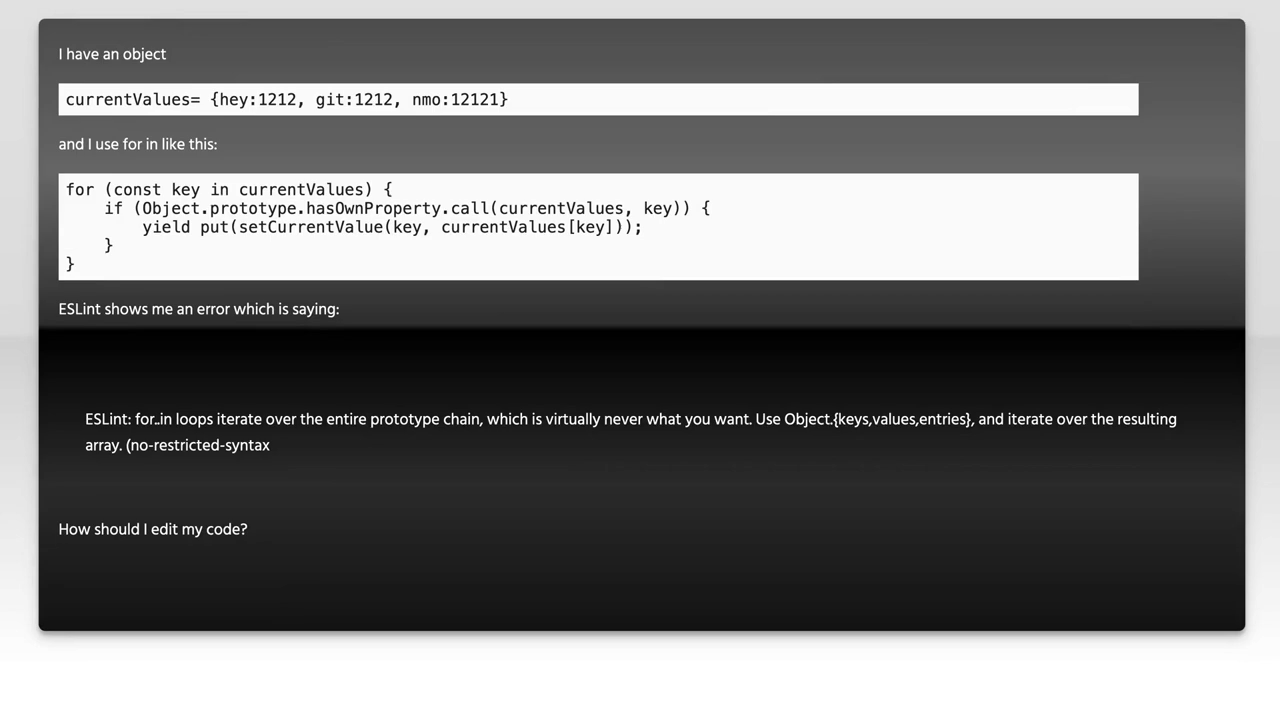 I have an object
currentValues= {hey:1212, git:1212, nmo:12121}
and I use for in like this:
for (const key in currentValues) {
    if (Object.prototype.hasOwnProperty.call(currentValues, key)) {
        yield put(setCurrentValue(key, currentValues[key]));
    }
}
ESLint shows me an error which is saying:
ESLint: for..in loops iterate over the entire prototype chain, which is virtually never what you want. Use Object.{keys,values,entries}, and iterate over the resulting
array. (no-restricted-syntax
How should I edit my code?